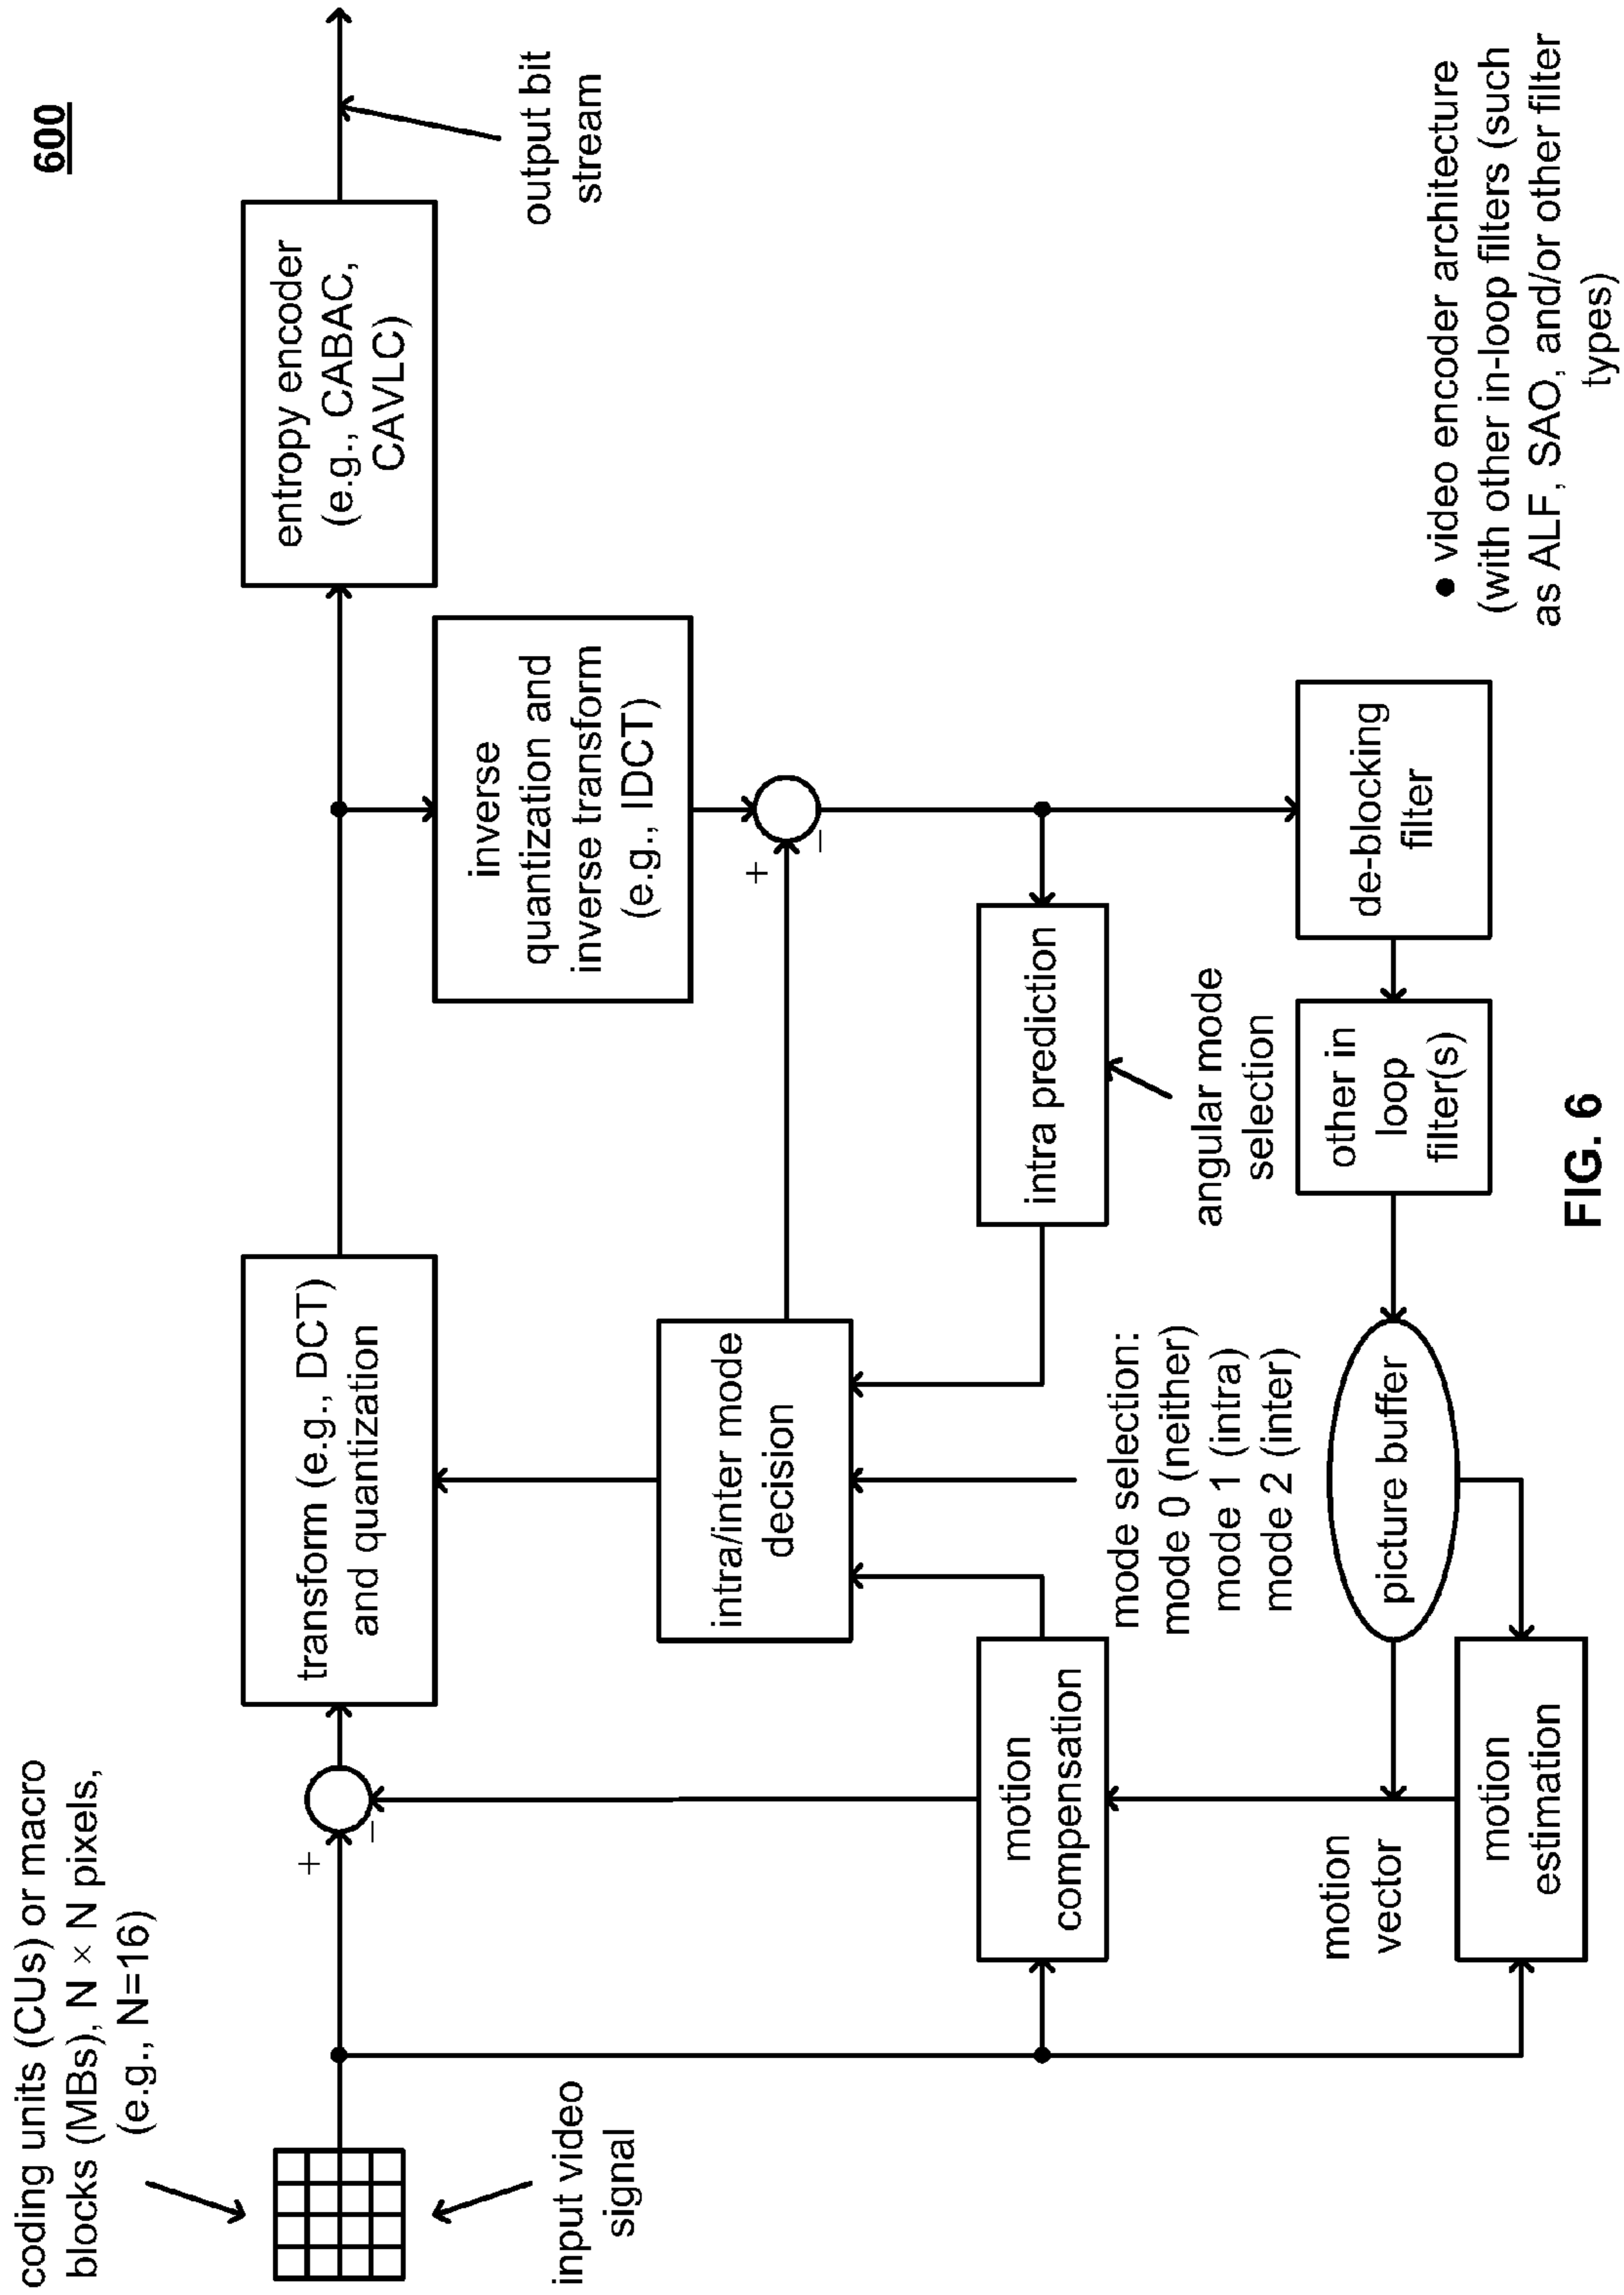 600
coding units (CUs) or macro
blocks (MBs), N × N pixels,
(e.g., N=16)
input video
signal
+
−
transform (e.g., DCT)
and quantization
entropy encoder
(e.g., CABAC,
CAVLC)
output bit
stream
inverse
quantization and
inverse transform
(e.g., IDCT)
intra/inter mode
decision
+
−
motion
compensation
intra prediction
angular mode
selection
mode selection:
mode 0 (neither)
mode 1 (intra)
mode 2 (inter)
motion
vector
picture buffer
other in
loop
filter(s)
de-blocking
filter
motion
estimation
● video encoder architecture
(with other in-loop filters (such
as ALF, SAO, and/or other filter
types)
FIG. 6